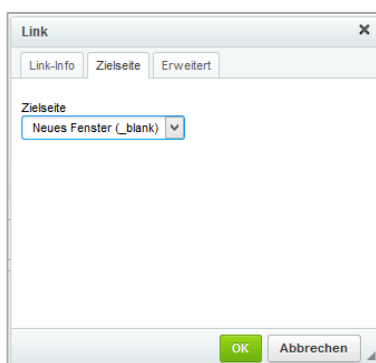 Link
Link-Info Zielseite Erweitert
Zielseite
Neues Fenster (_blank)
OK Abbrechen